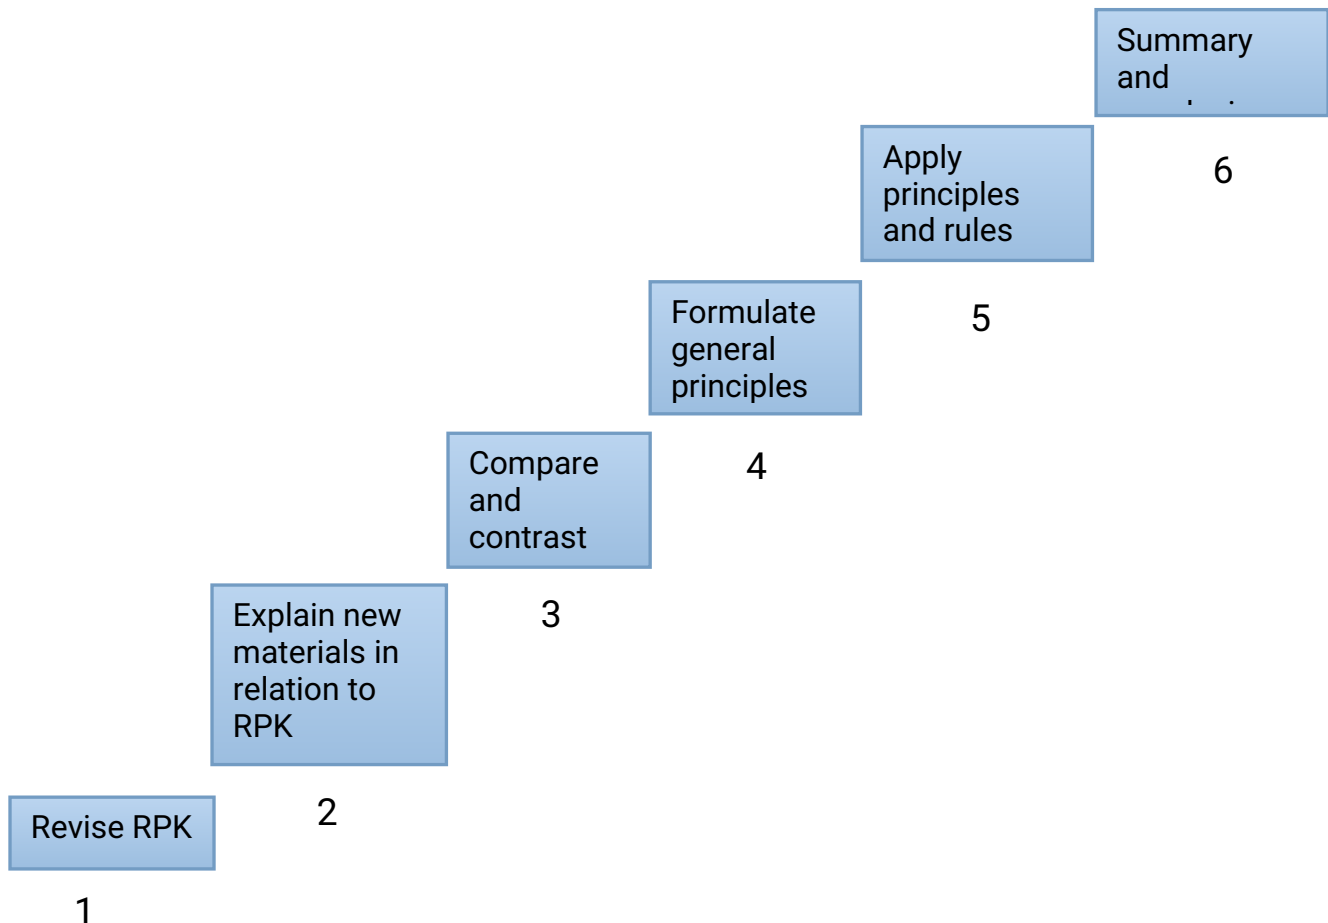 Summary
and
6
Apply
principles
and rules
5
Formulate
general
principles
4
Compare
and
contrast
3
Explain new
materials in
relation to
RPK
2
Revise RPK
1